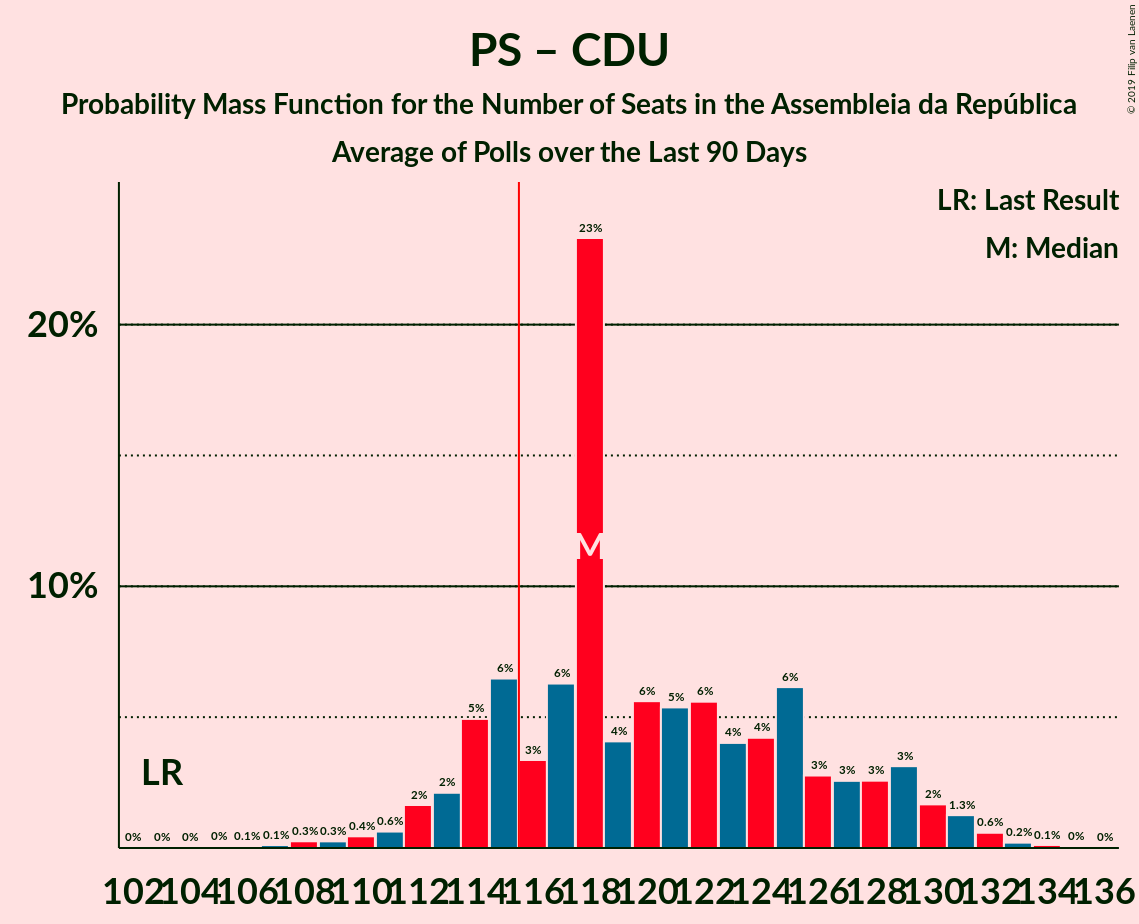 PS – CDU
Probability Mass Function for the Number of Seats in the Assembleia da República
Average of Polls over the Last 90 Days
© 2019 Filip van Laenen
LR: Last Result
M: Median
20%
10%
LR
M
0% 0% 0% 0% 0.1% 0.1% 0.3% 0.3% 0.4% 0.6% 2% 2% 5% 6% 3% 6% 23% 4% 6% 5% 6% 4% 4% 6% 3% 3% 3% 3% 2% 1.3% 0.6% 0.2% 0.1% 0% 0%
102 104 106 108 110 112 114 116 118 120 122 124 126 128 130 132 134 136